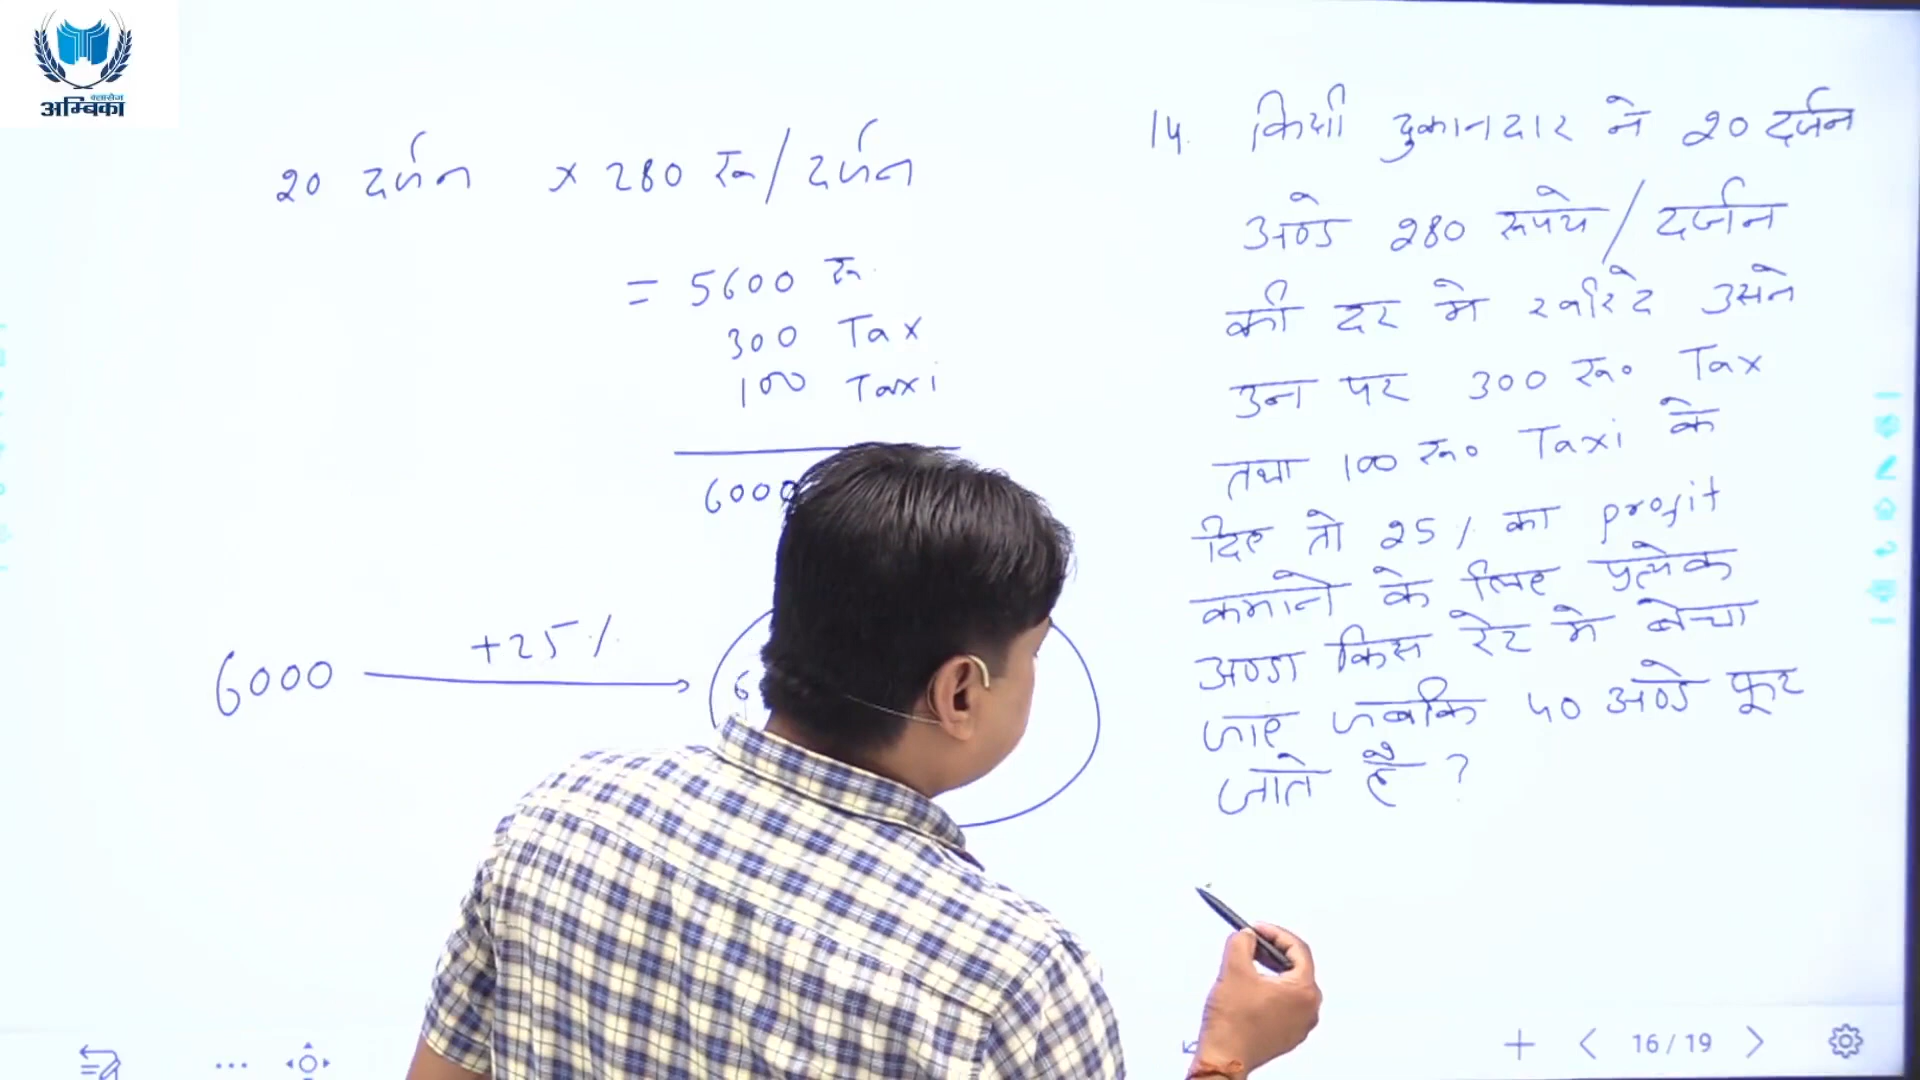 क्लासेज
अम्बिका
20 दर्जन × 280 रू/दर्जन
= 5600 रू.
300 Tax
100 Taxi
6000
6000 +25% 6
14. किसी दुकानदार ने 20 दर्जन
अण्डे 280 रूपये/दर्जन
की दर मे खरीदे उसने
उन पर 300 रू० Tax
तथा 100 रू० Taxi के
दिए तो 25% का profit
कमाने के लिए प्रत्येक
अण्डा किस रेट मे बेचा
जाए जबकि 40 अण्डे फूट
जाते है ?
16/19